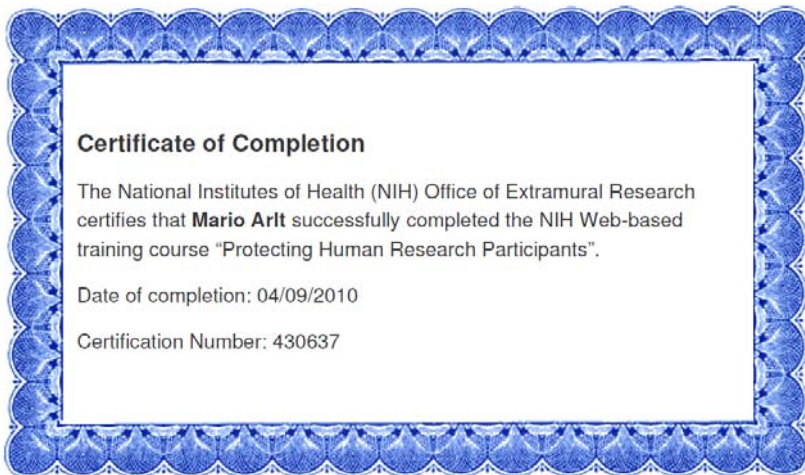 Certificate of Completion
The National Institutes of Health (NIH) Office of Extramural Research
certifies that Mario Arlt successfully completed the NIH Web-based
training course “Protecting Human Research Participants”.
Date of completion: 04/09/2010
Certification Number: 430637